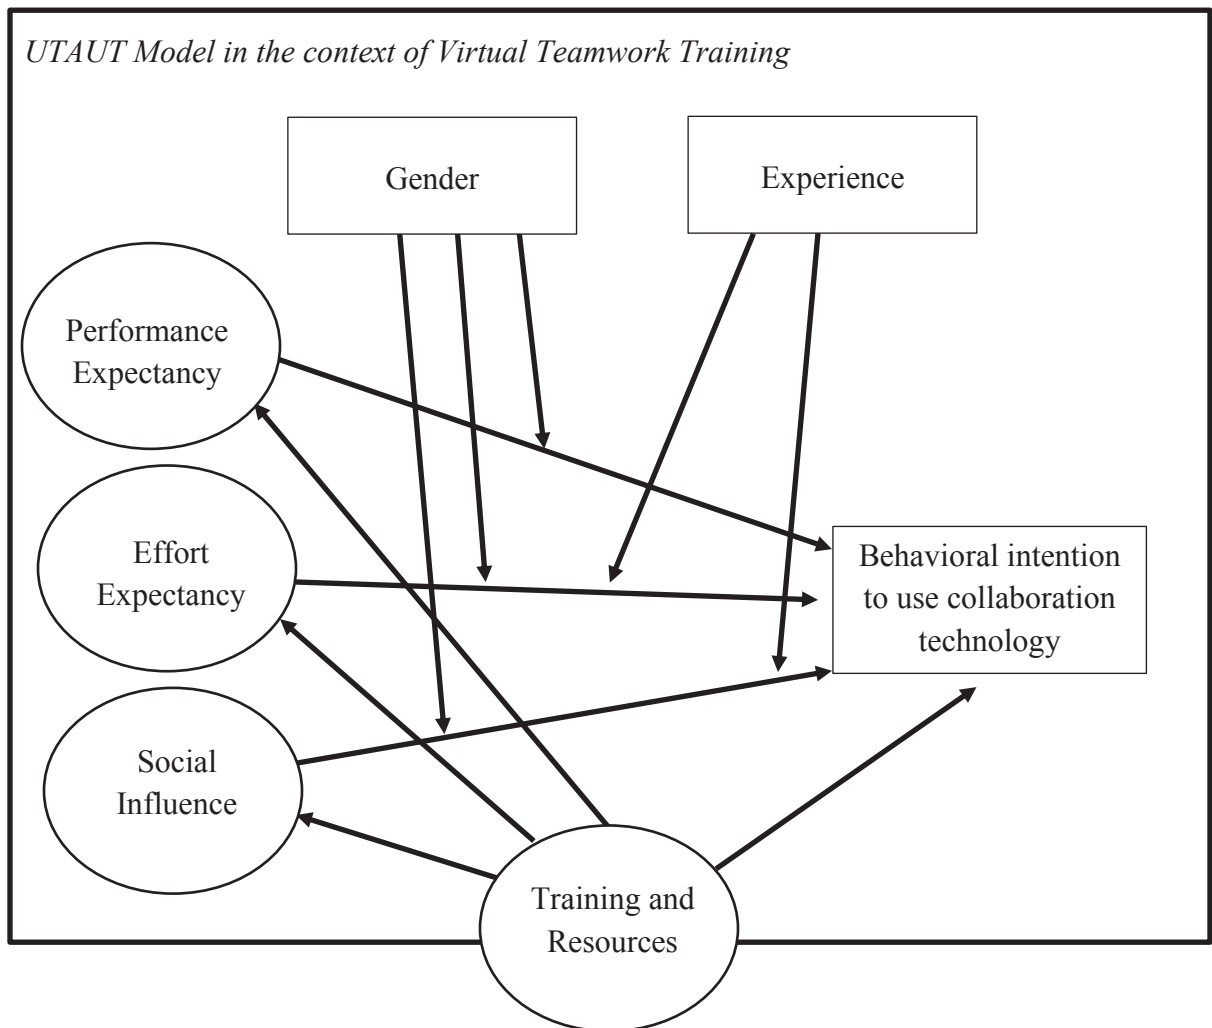 UTAUT Model in the context of Virtual Teamwork Training
Gender
Experience
Performance
Expectancy
Effort
Expectancy
Behavioral intention
to use collaboration
technology
Social
Influence
Training and
Resources